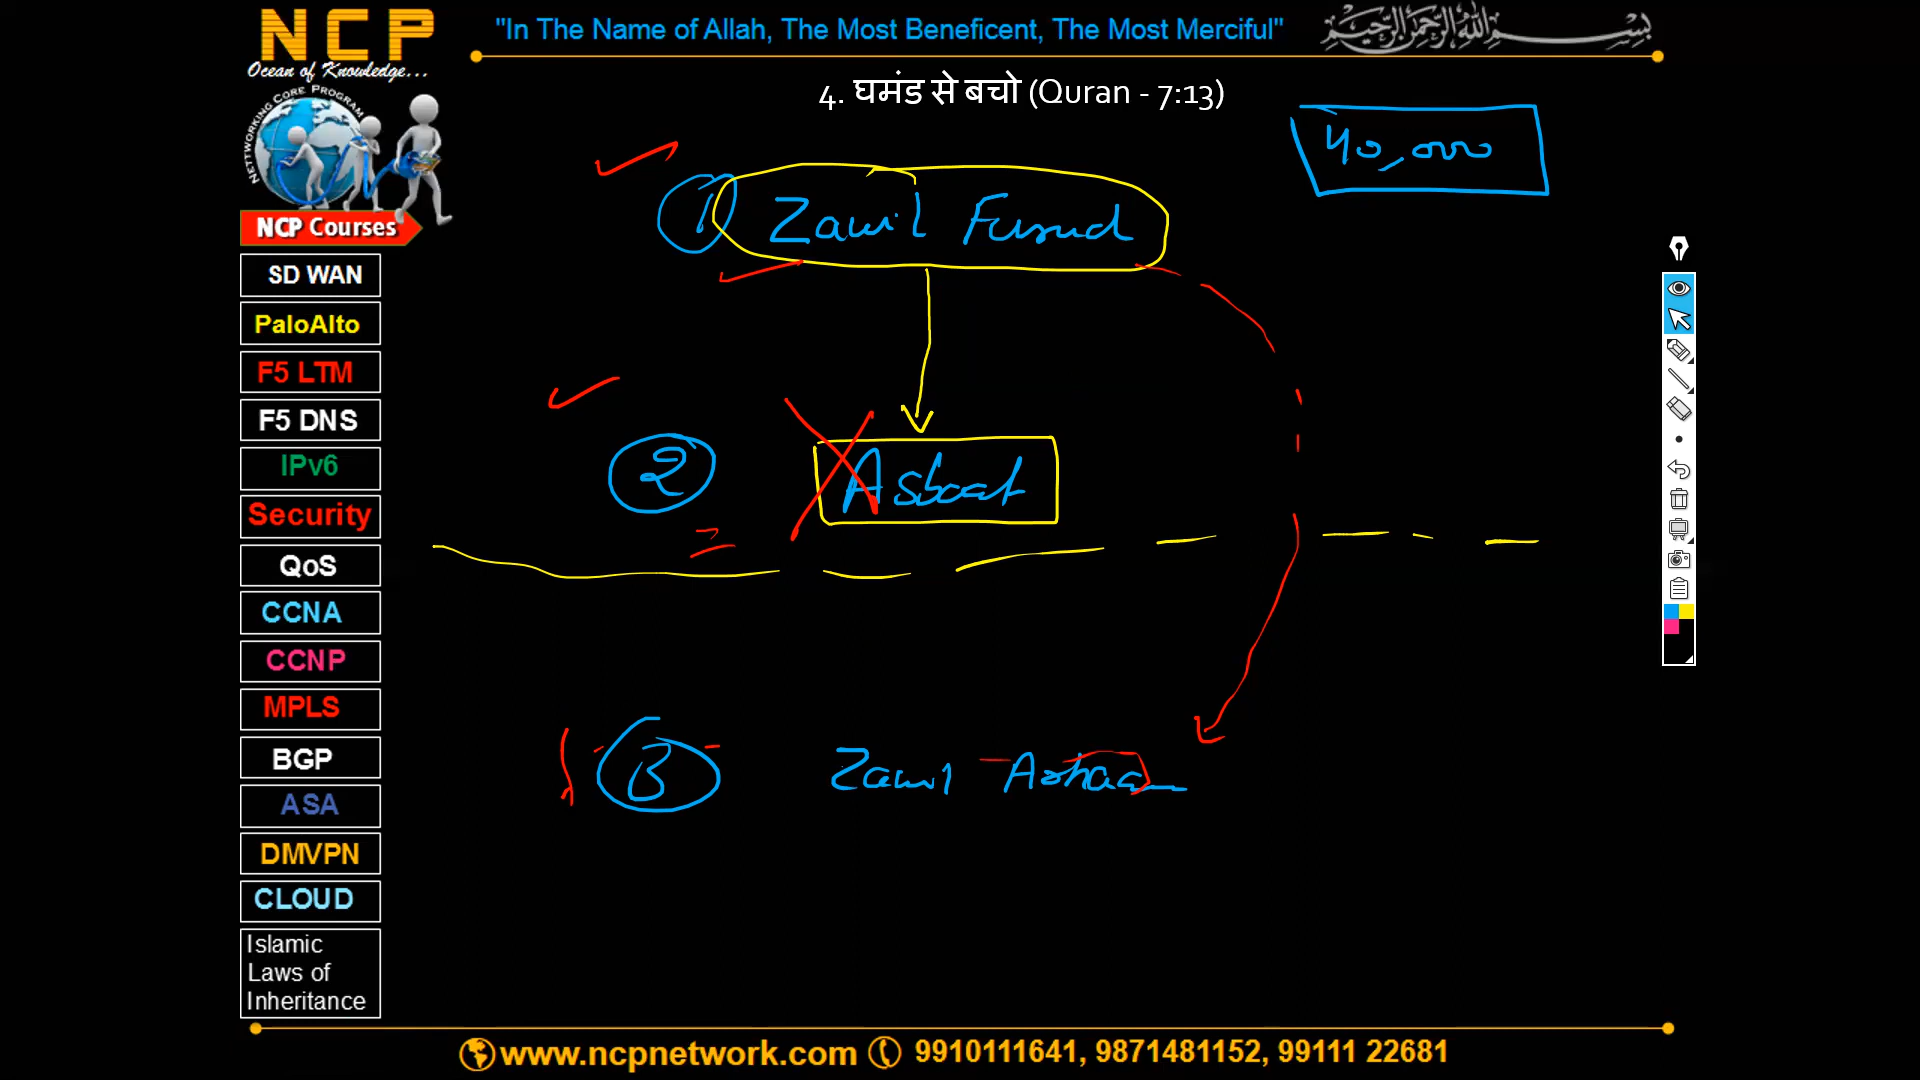 NCP
"In The Name of Allah, The Most Beneficent, The Most Merciful"
بسم الله الرحمن الرحيم
Ocean of Knowledge...
4. घमंड से बचो (Quran - 7:13)
NETTWORKING CORE PROGRAM
40,000
1 Zawil Furud
NCP Courses
SD WAN
PaloAlto
F5 LTM
F5 DNS
IPv6
2 Asbaat
Security
QoS
CCNA
CCNP
MPLS
BGP
3 Zawil Arhaam
ASA
DMVPN
CLOUD
Islamic
Laws of
Inheritance
www.ncpnetwork.com 9910111641, 9871481152, 99111 22681